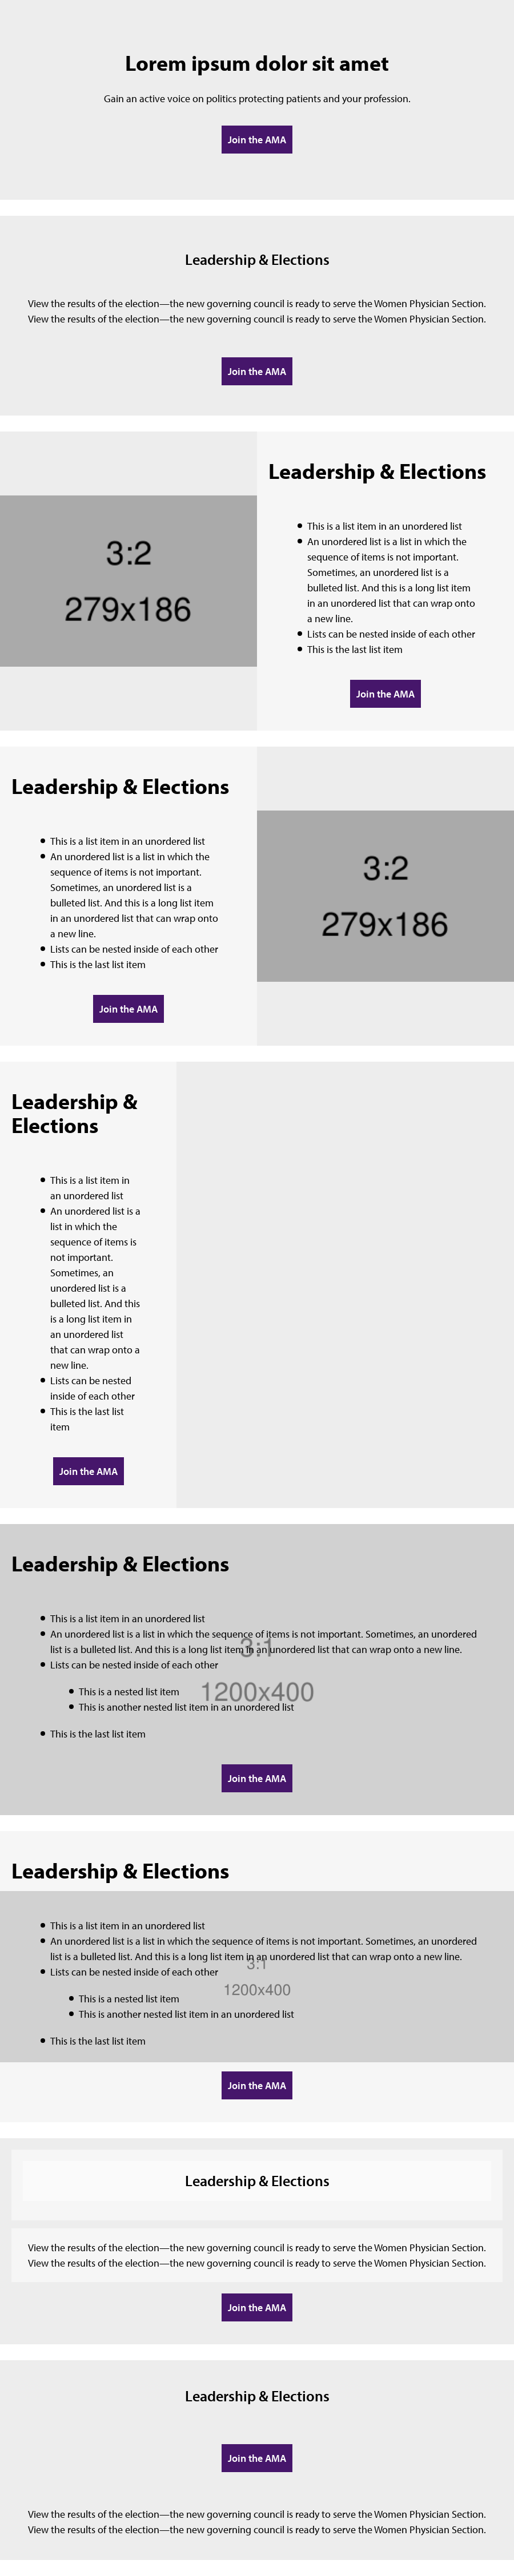 Lorem ipsum dolor sit amet
Gain an active voice on politics protecting patients and your profession.
Join the AMA
Leadership & Elections
View the results of the election—the new governing council is ready to serve the Women Physician Section.
View the results of the election—the new governing council is ready to serve the Women Physician Section.
Join the AMA
3:2
279x186
Leadership & Elections
This is a list item in an unordered list
An unordered list is a list in which the
sequence of items is not important.
Sometimes, an unordered list is a
bulleted list. And this is a long list item
in an unordered list that can wrap onto
a new line.
Lists can be nested inside of each other
This is the last list item
Join the AMA
Leadership & Elections
This is a list item in an unordered list
An unordered list is a list in which the
sequence of items is not important.
Sometimes, an unordered list is a
bulleted list. And this is a long list item
in an unordered list that can wrap onto
a new line.
Lists can be nested inside of each other
This is the last list item
Join the AMA
3:2
279x186
Leadership &
Elections
This is a list item in
an unordered list
An unordered list is a
list in which the
sequence of items is
not important.
Sometimes, an
unordered list is a
bulleted list. And this
is a long list item in
an unordered list
that can wrap onto a
new line.
Lists can be nested
inside of each other
This is the last list
item
Join the AMA
Leadership & Elections
This is a list item in an unordered list
An unordered list is a list in which the sequence of items is not important. Sometimes, an unordered
list is a bulleted list. And this is a long list item in an unordered list that can wrap onto a new line.
3:1
Lists can be nested inside of each other
This is a nested list item
1200x400
This is another nested list item in an unordered list
This is the last list item
Join the AMA
Leadership & Elections
This is a list item in an unordered list
An unordered list is a list in which the sequence of items is not important. Sometimes, an unordered
list is a bulleted list. And this is a long list item in an unordered list that can wrap onto a new line.
3:1
Lists can be nested inside of each other
1200x400
This is a nested list item
This is another nested list item in an unordered list
This is the last list item
Join the AMA
Leadership & Elections
View the results of the election—the new governing council is ready to serve the Women Physician Section.
View the results of the election—the new governing council is ready to serve the Women Physician Section.
Join the AMA
Leadership & Elections
Join the AMA
View the results of the election—the new governing council is ready to serve the Women Physician Section.
View the results of the election—the new governing council is ready to serve the Women Physician Section.